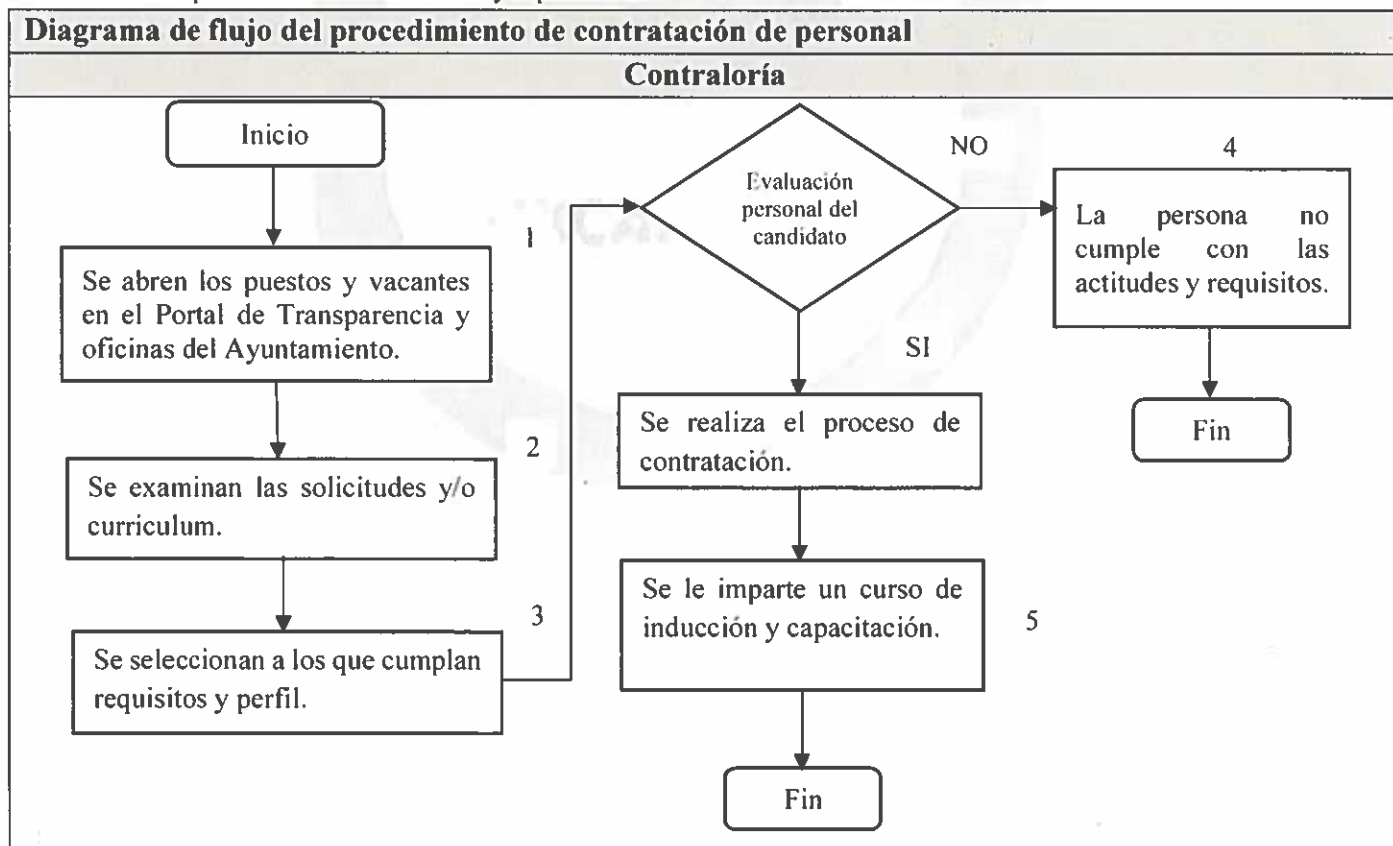 Diagrama de flujo del procedimiento de contratación de personal
Contraloría
Inicio
1
Se abren los puestos y vacantes
en el Portal de Transparencia y
oficinas del Ayuntamiento.
2
Se examinan las solicitudes y/o
curriculum.
3
Se seleccionan a los que cumplan
requisitos y perfil.
Evaluación
personal del
candidato
NO
4
La persona no
cumple con las
actitudes y requisitos.
Fin
SI
Se realiza el proceso de
contratación.
Se le imparte un curso de
inducción y capacitación.
5
Fin